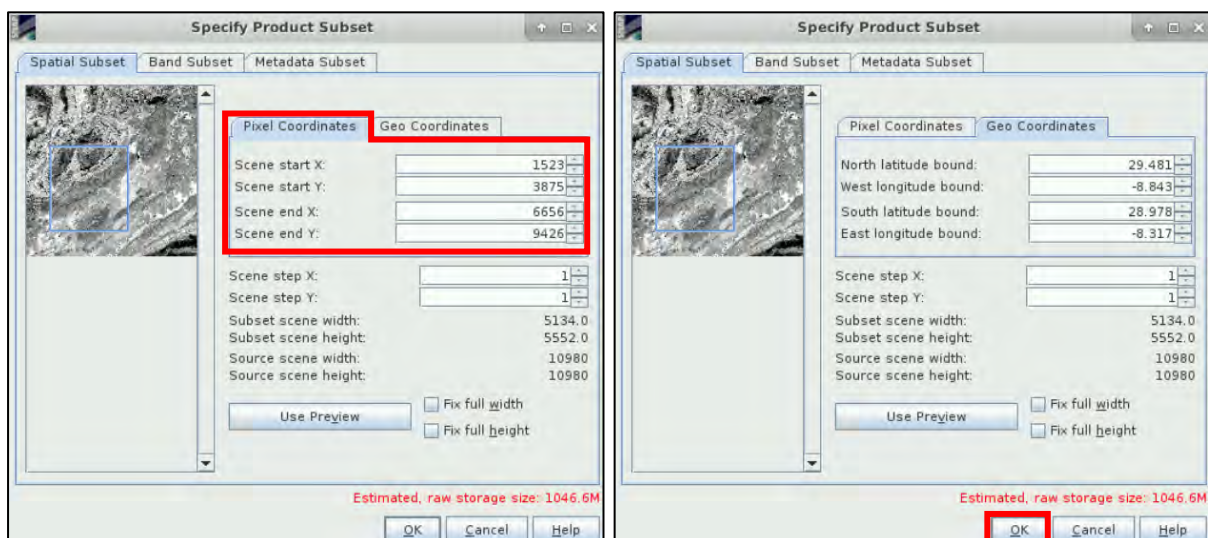 Specify Product Subset
Spatial Subset Band Subset Metadata Subset
Pixel Coordinates Geo Coordinates
Scene start X: 1523
Scene start Y: 3875
Scene end X: 6656
Scene end Y: 9426
Scene step X: 1
Scene step Y: 1
Subset scene width: 5134.0
Subset scene height: 5552.0
Source scene width: 10980
Source scene height: 10980
Use Preview
Fix full width
Fix full height
Estimated, raw storage size: 1046.6M
OK Cancel Help
Specify Product Subset
Spatial Subset Band Subset Metadata Subset
Pixel Coordinates Geo Coordinates
North latitude bound: 29.481
West longitude bound: -8.843
South latitude bound: 28.978
East longitude bound: -8.317
Scene step X: 1
Scene step Y: 1
Subset scene width: 5134.0
Subset scene height: 5552.0
Source scene width: 10980
Source scene height: 10980
Use Preview
Fix full width
Fix full height
Estimated, raw storage size: 1046.6M
OK Cancel Help